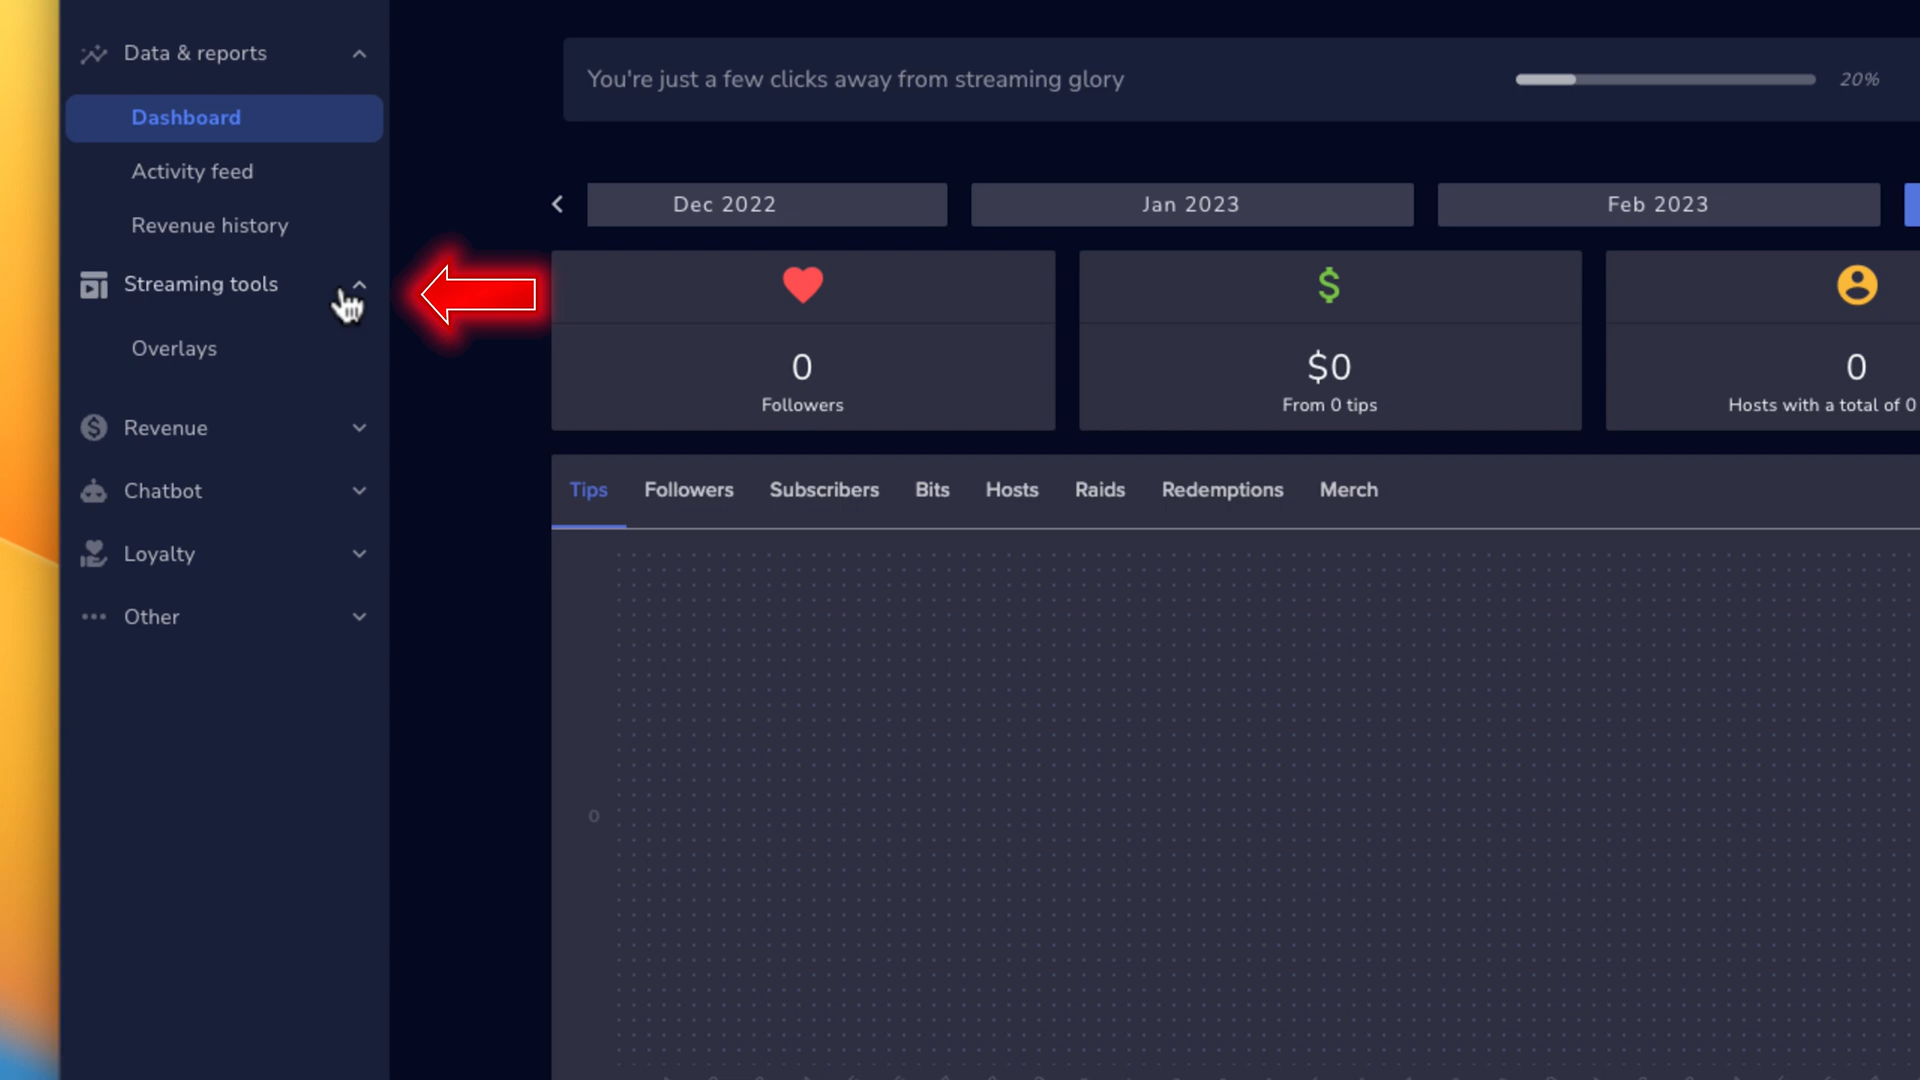 Data & reports
Dashboard
Activity feed
Revenue history
Streaming tools
Overlays
Revenue
Chatbot
Loyalty
Other
You're just a few clicks away from streaming glory
20%
Dec 2022
Jan 2023
Feb 2023
0
Followers
$0
From 0 tips
0
Hosts with a total of 0
Tips
Followers
Subscribers
Bits
Hosts
Raids
Redemptions
Merch
0